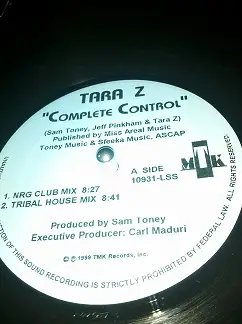 TARA Z
"COMPLETE CONTROL"
(Sam Toney, Jeff Pinkham & Tara Z)
Published by Miss Areal Music
Toney Music & Sfeeka Music, ASCAP
A SIDE
10931-LSS
MTK
1. NRG CLUB MIX 8:27
2. TRIBAL HOUSE MIX 8:41
Produced by Sam Toney
Executive Producer: Carl Maduri
℗ © 1999 TMK Records, Inc.
OF THIS SOUND RECORDING IS STRICTLY PROHIBITED BY FEDERAL LAW. ALL RIGHTS RESERVED.